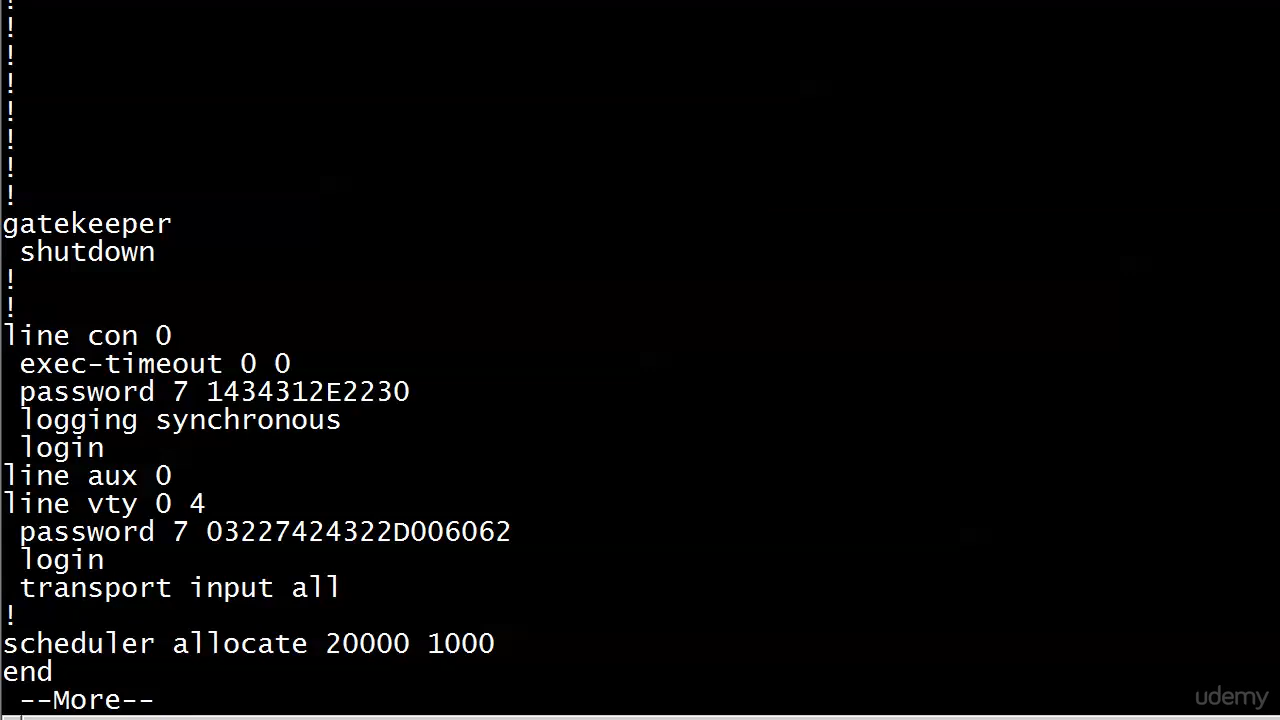 !
!
!
!
!
!
!
!
gatekeeper
 shutdown
!
!
line con 0
 exec-timeout 0 0
 password 7 1434312E2230
 logging synchronous
 login
line aux 0
line vty 0 4
 password 7 03227424322D006062
 login
 transport input all
!
scheduler allocate 20000 1000
end
 --More--
udemy